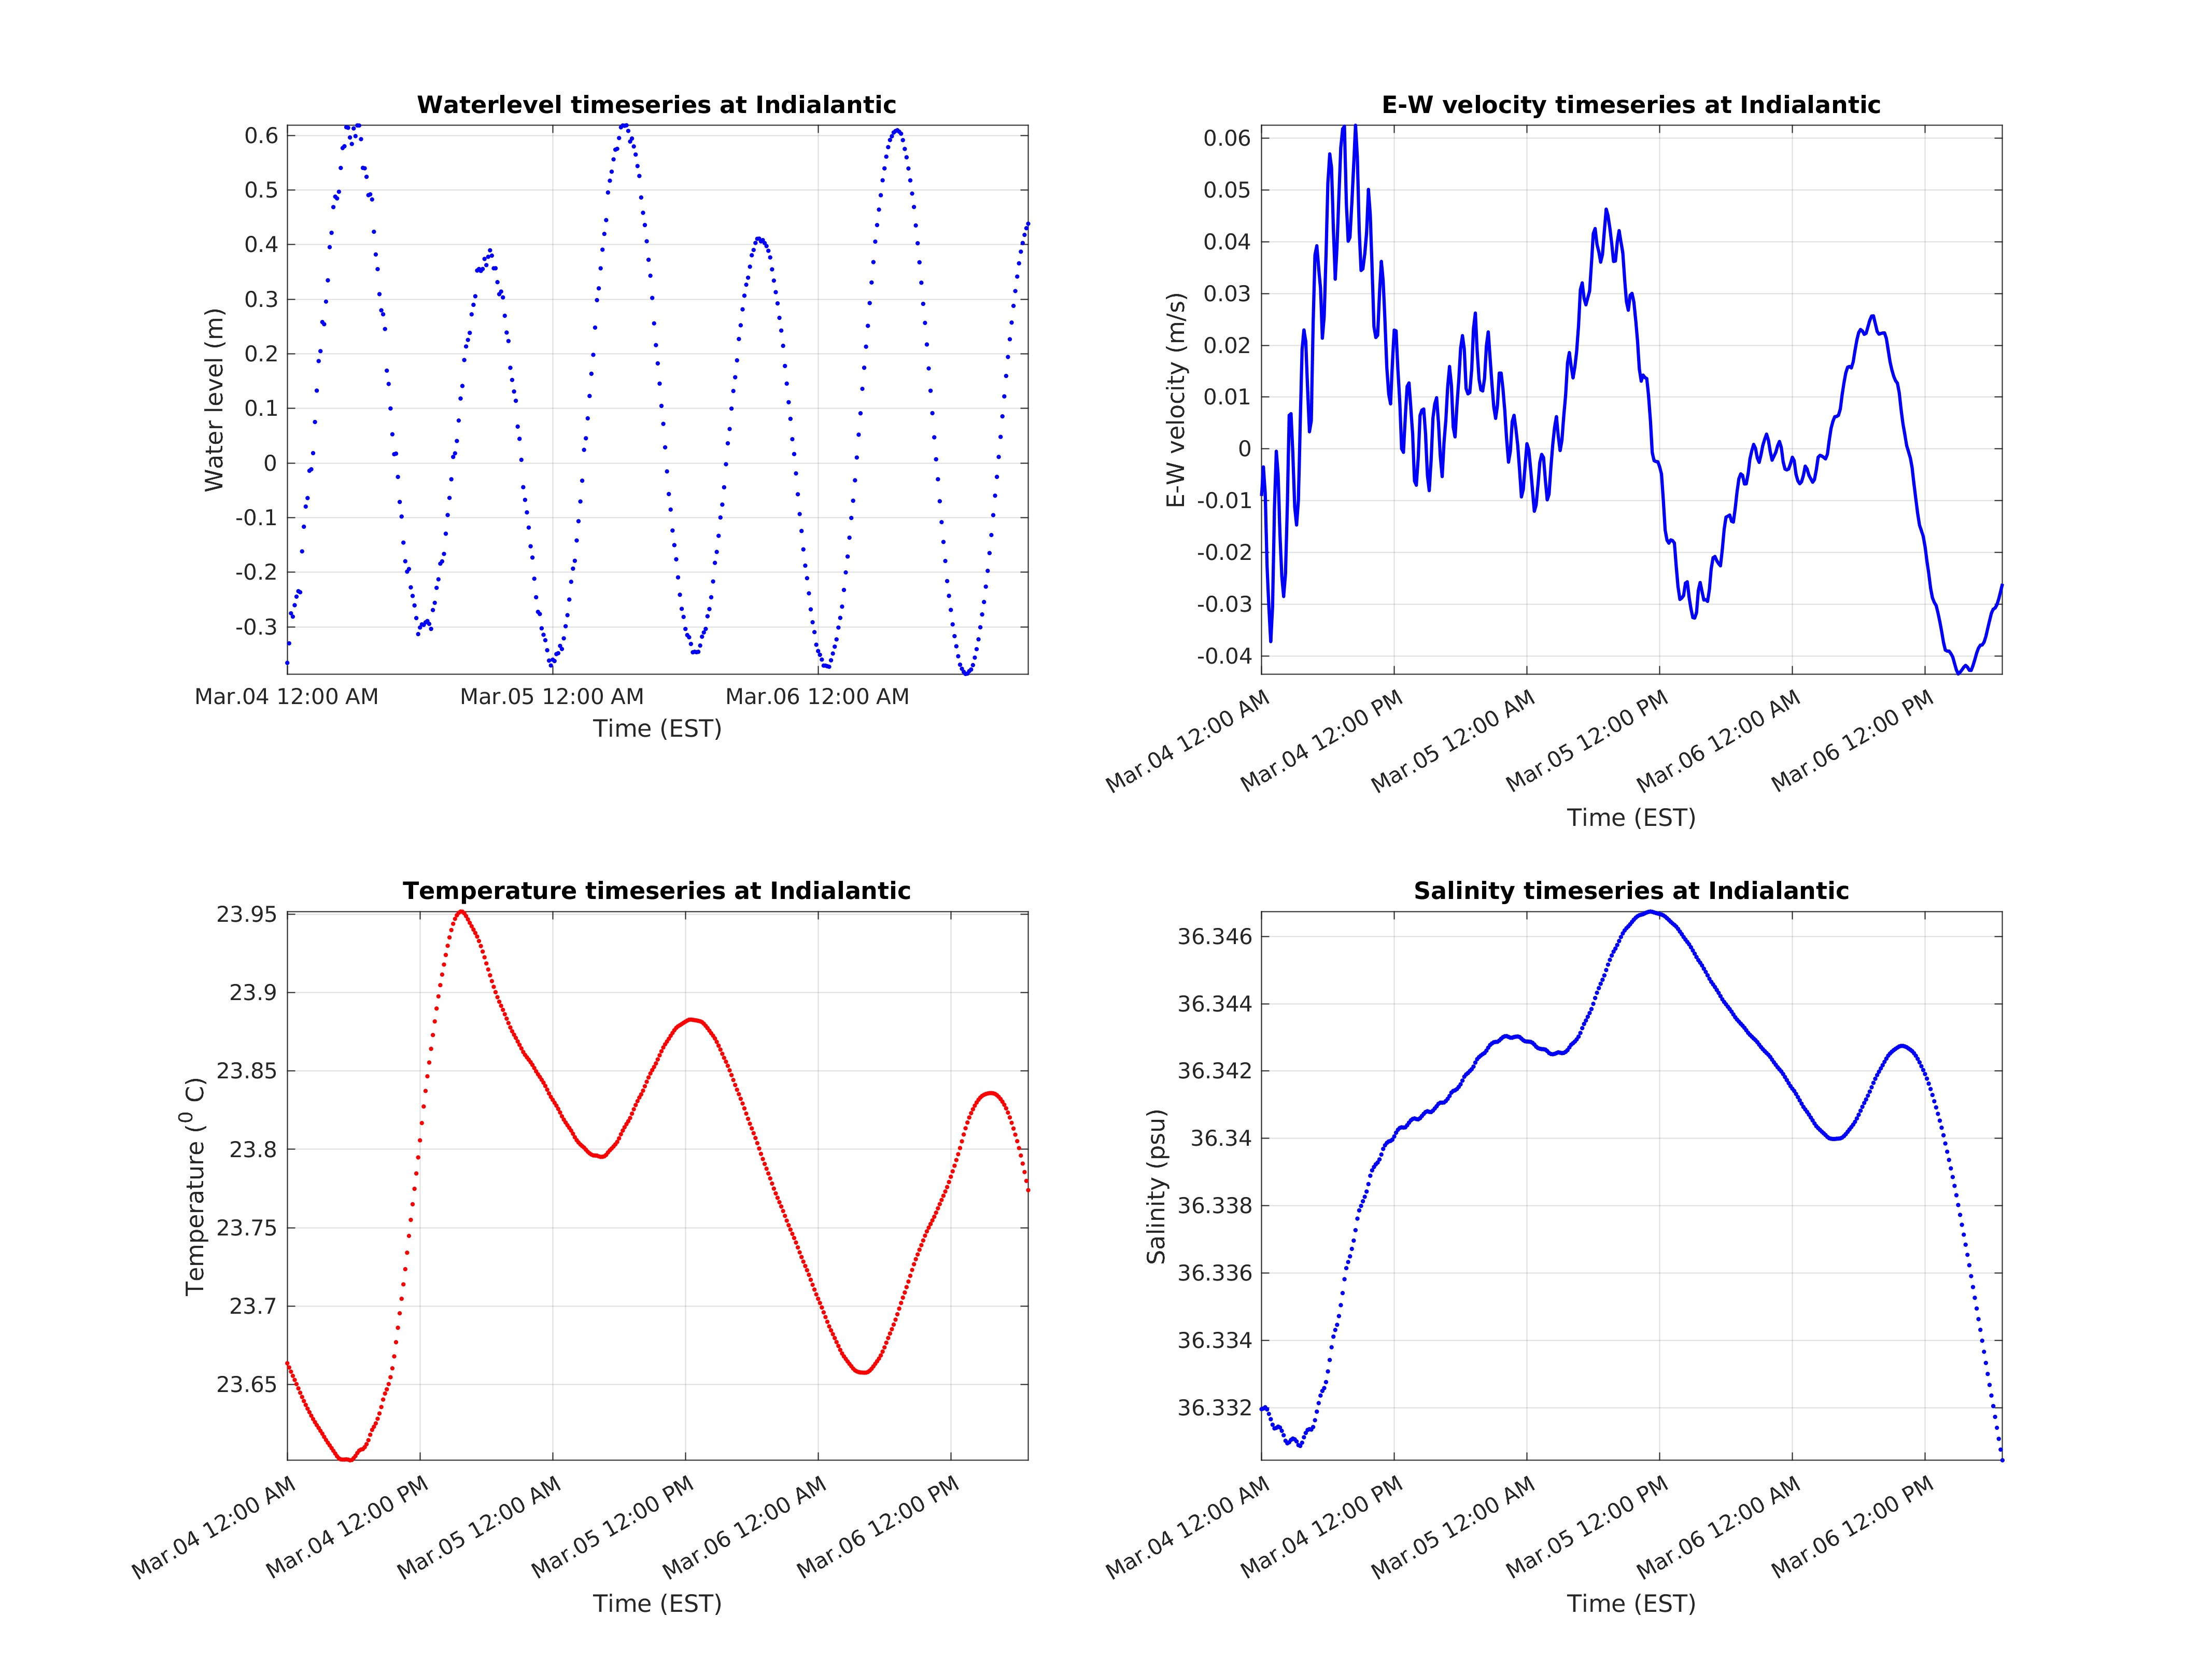 Waterlevel timeseries at Indialantic
0.6
0.5
0.4
0.3
0.2
0.1
0
-0.1
-0.2
-0.3
Water level (m)
Mar.04 12:00 AM Mar.05 12:00 AM Mar.06 12:00 AM
Time (EST)
E-W velocity timeseries at Indialantic
0.06
0.05
0.04
0.03
0.02
0.01
0
-0.01
-0.02
-0.03
-0.04
E-W velocity (m/s)
Mar.04 12:00 AM Mar.04 12:00 PM Mar.05 12:00 AM Mar.05 12:00 PM Mar.06 12:00 AM Mar.06 12:00 PM
Time (EST)
Temperature timeseries at Indialantic
23.95
23.9
23.85
23.8
23.75
23.7
23.65
Temperature (⁰ C)
Mar.04 12:00 AM Mar.04 12:00 PM Mar.05 12:00 AM Mar.05 12:00 PM Mar.06 12:00 AM Mar.06 12:00 PM
Time (EST)
Salinity timeseries at Indialantic
36.346
36.344
36.342
36.34
36.338
36.336
36.334
36.332
Salinity (psu)
Mar.04 12:00 AM Mar.04 12:00 PM Mar.05 12:00 AM Mar.05 12:00 PM Mar.06 12:00 AM Mar.06 12:00 PM
Time (EST)